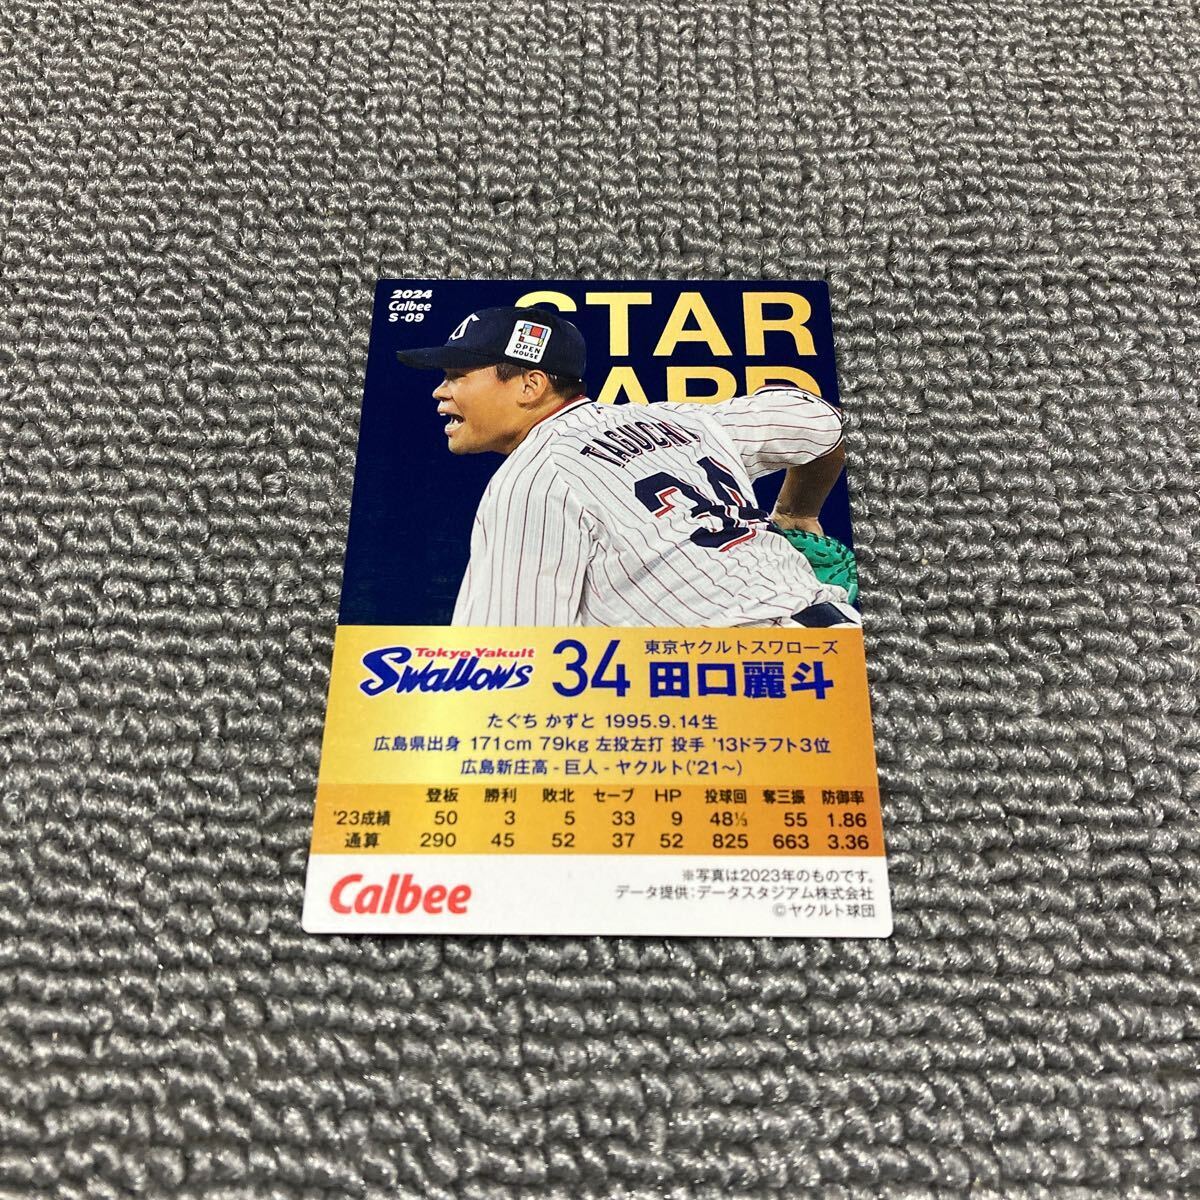 2024
Calbee
S-09
STAR
CARD
OPEN
HOUSE
TAGUCHI
34
Tokyo Yakult
Swallows
34
東京ヤクルトスワローズ
田口麗斗
たぐち かずと 1995.9.14生
広島県出身 171cm 79kg 左投左打 投手 '13ドラフト3位
広島新庄高 - 巨人 - ヤクルト('21〜)
登板 勝利 敗北 セーブ HP 投球回 奪三振 防御率
'23成績 50 3 5 33 9 48⅓ 55 1.86
通算 290 45 52 37 52 825 663 3.36
Calbee
※写真は2023年のものです。
データ提供:データスタジアム株式会社
©ヤクルト球団